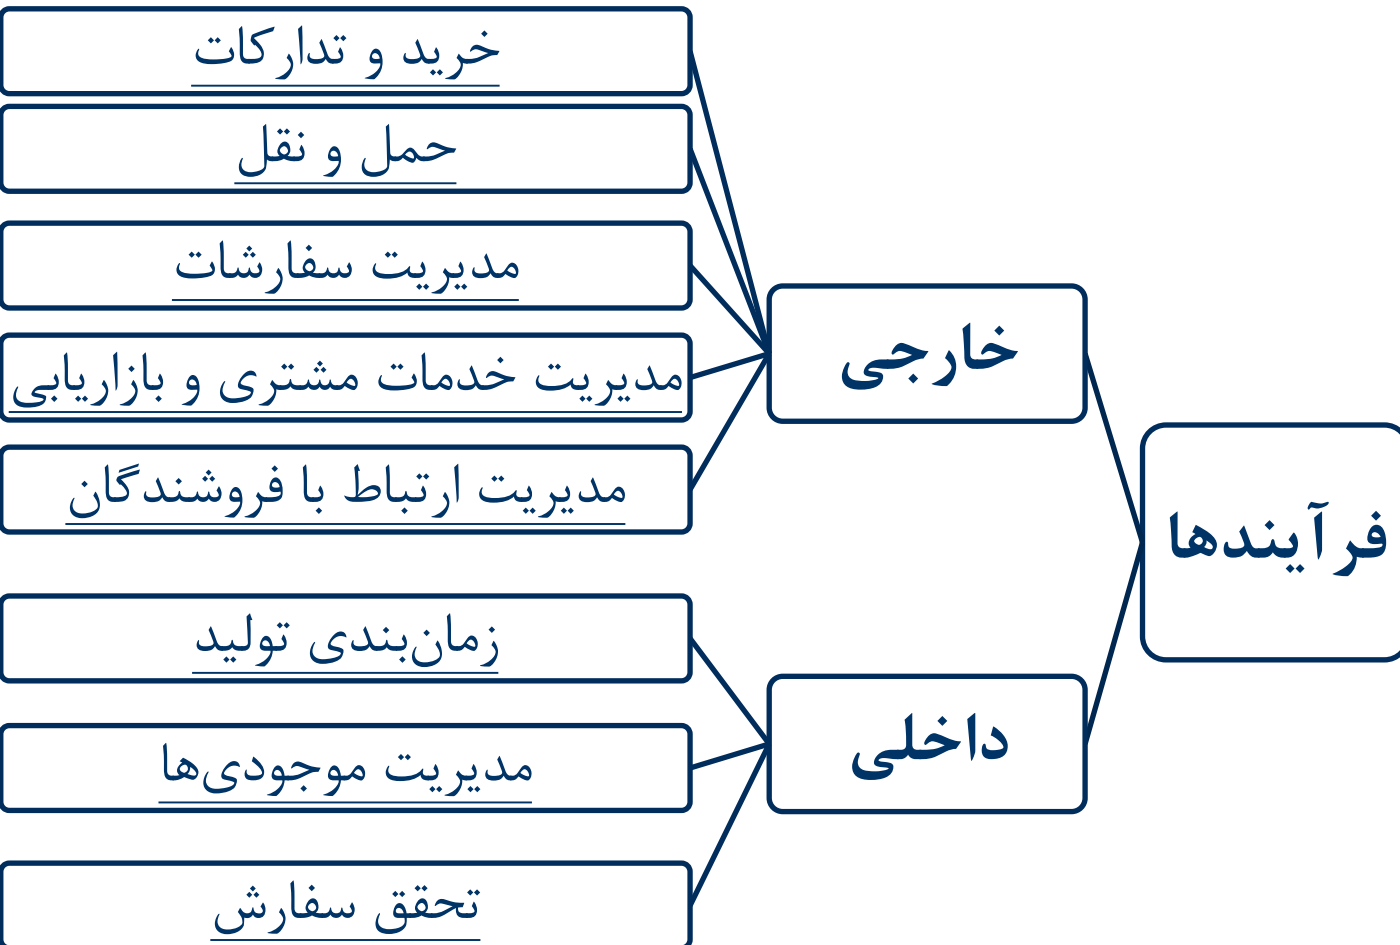 فرآیندها
خارجی
خرید و تدارکات
حمل و نقل
مدیریت سفارشات
مدیریت خدمات مشتری و بازاریابی
مدیریت ارتباط با فروشندگان
داخلی
زمان‌بندی تولید
مدیریت موجودی‌ها
تحقق سفارش